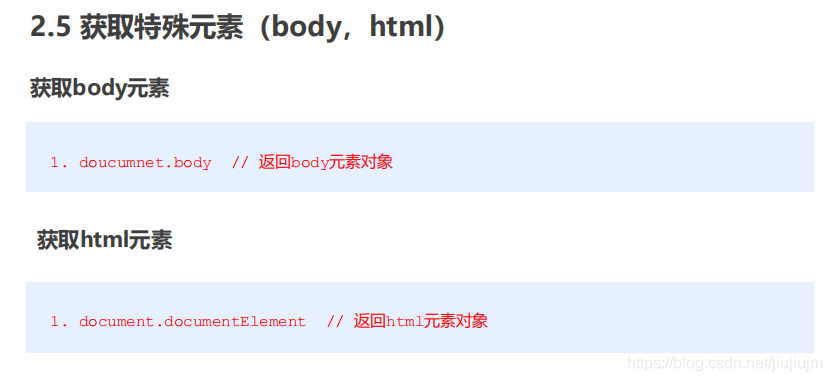 2.5 获取特殊元素（body，html）
获取body元素
1. doucumnet.body // 返回body元素对象
获取html元素
1. document.documentElement // 返回html元素对象
https://blog.csdn.net/jiujiujm